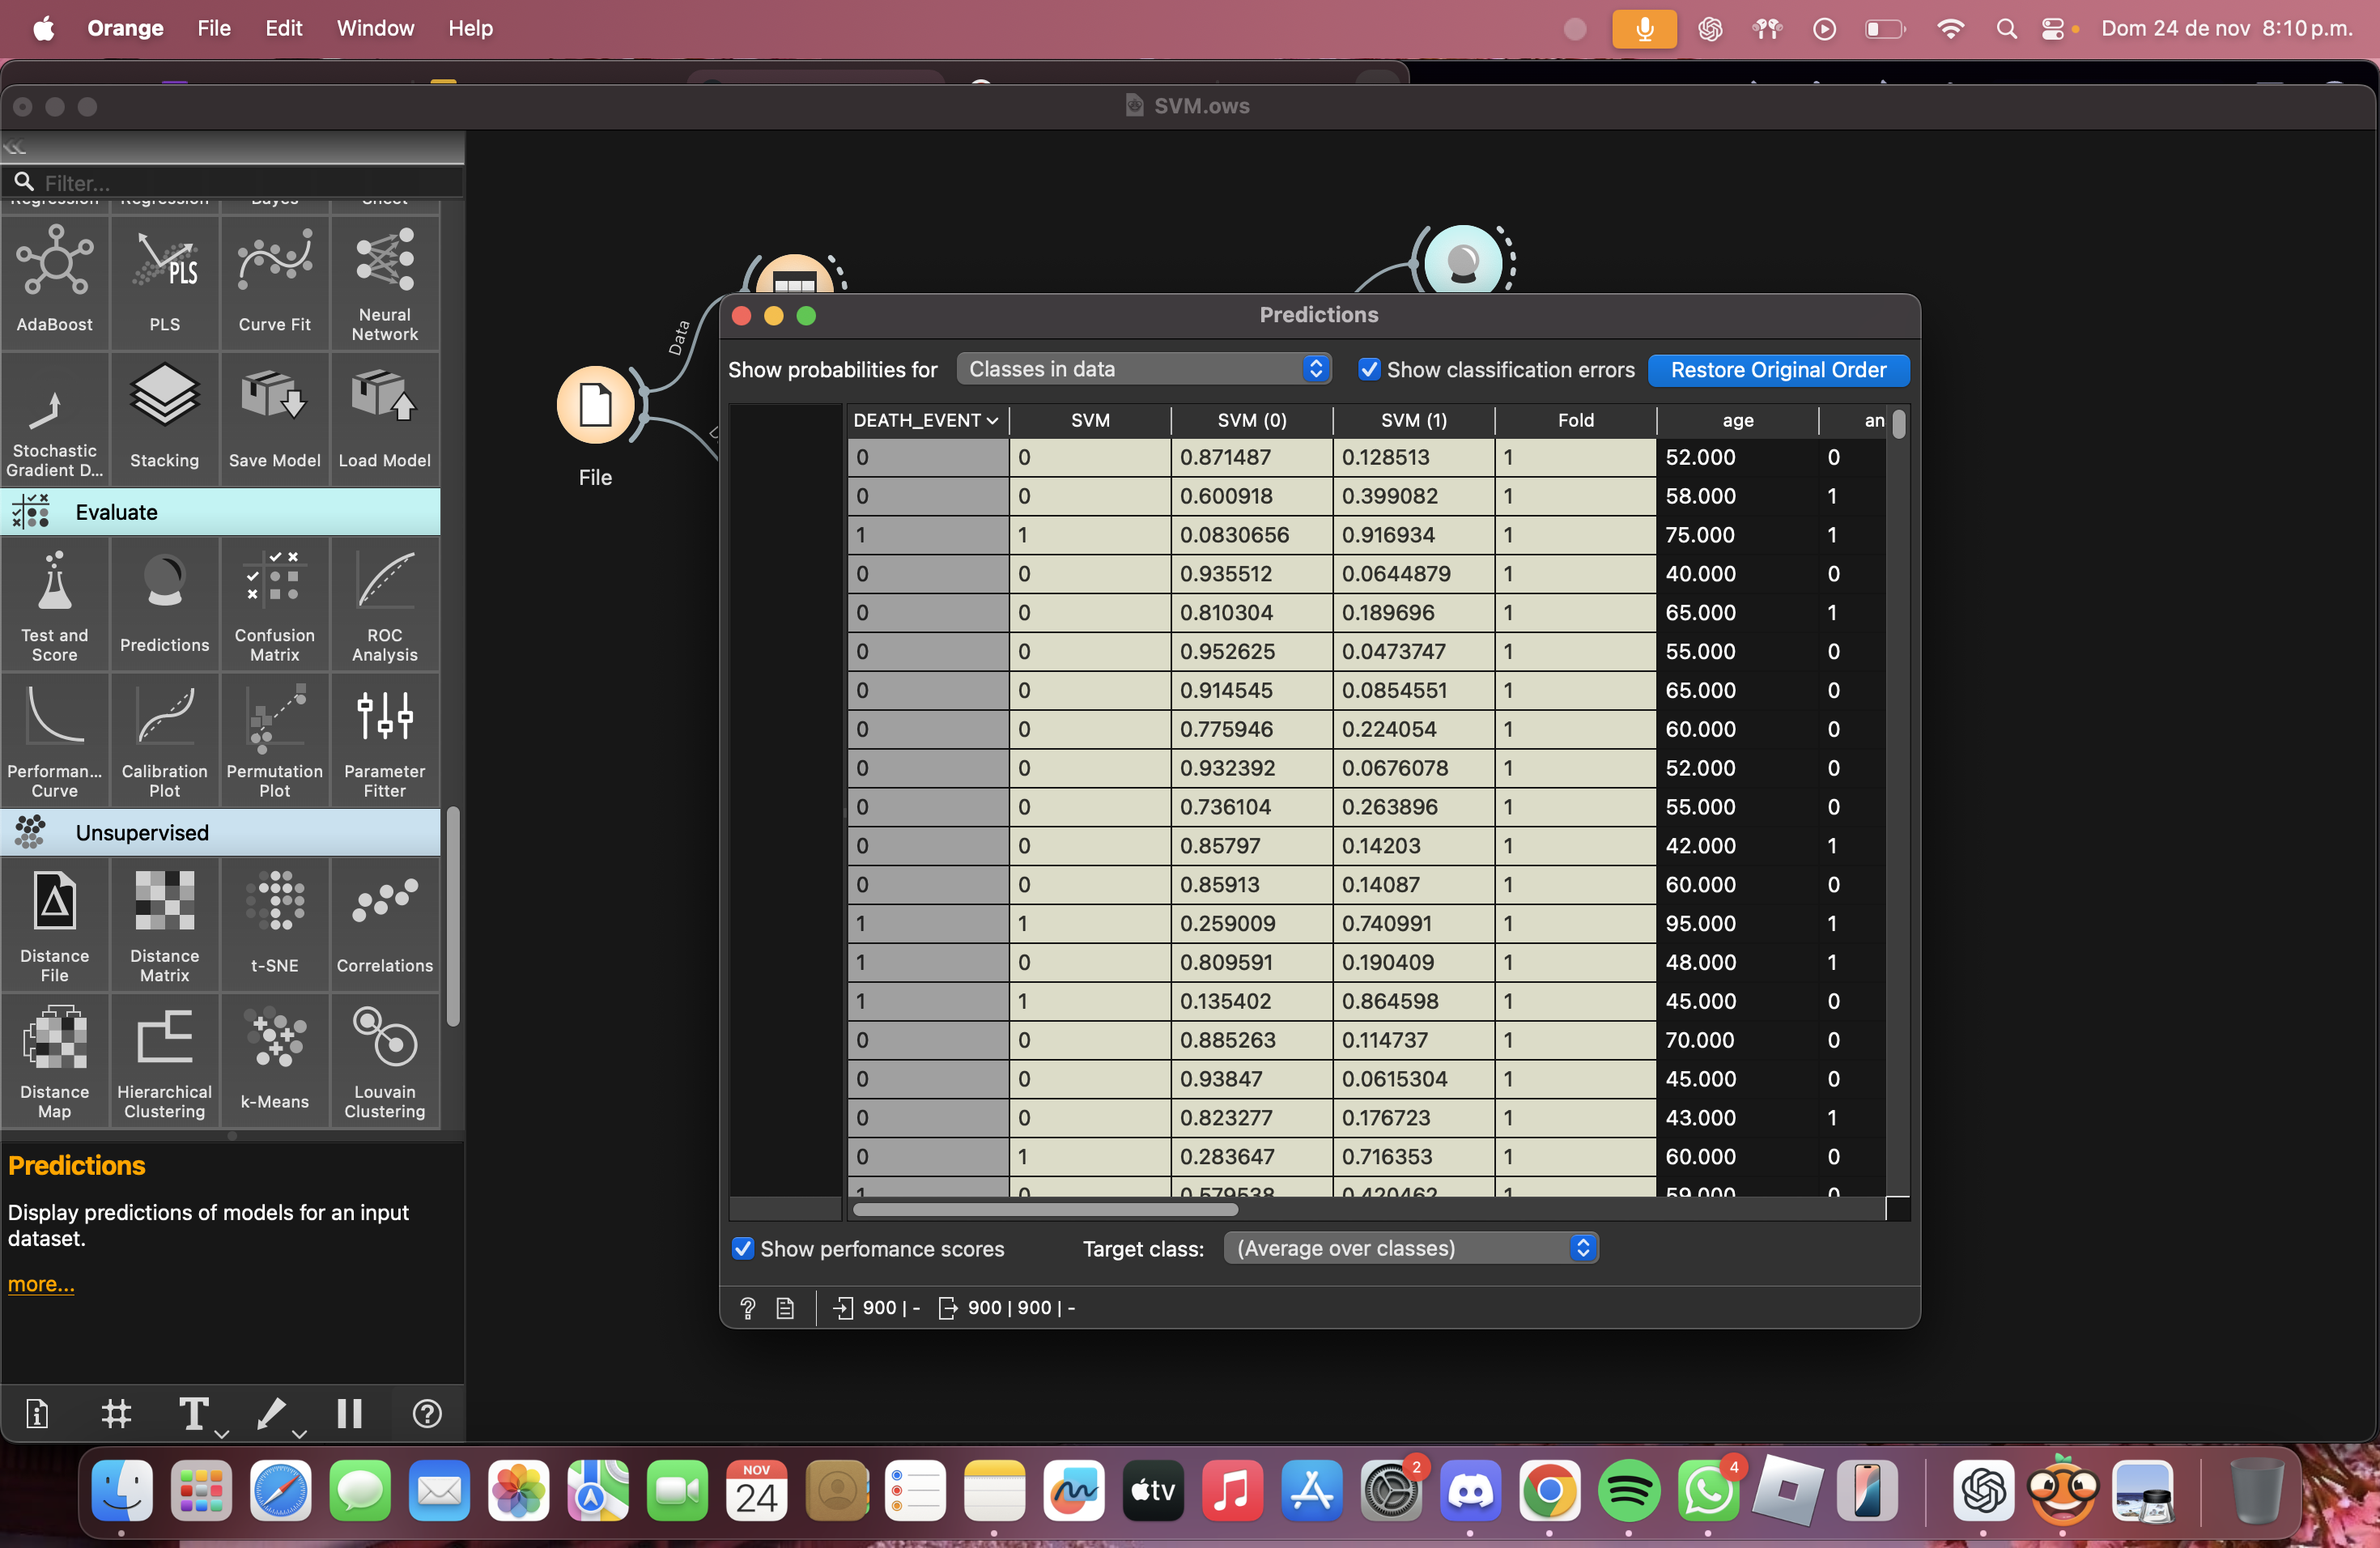 Orange File Edit Window Help Dom 24 de nov 8:10 p.m.
SVM.ows
Filter...
Regression Regression Bayes Sheet
AdaBoost PLS Curve Fit Neural Network
PLS
Stochastic Gradient D... Stacking Save Model Load Model
Evaluate
Test and Score Predictions Confusion Matrix ROC Analysis
Performan... Curve Calibration Plot Permutation Plot Parameter Fitter
Unsupervised
Distance File Distance Matrix t-SNE Correlations
Distance Map Hierarchical Clustering k-Means Louvain Clustering
Predictions
Display predictions of models for an input
dataset.
more...
Data
File
Predictions
Show probabilities for Classes in data Show classification errors Restore Original Order
DEATH_EVENT SVM SVM (0) SVM (1) Fold age an
0 0 0.871487 0.128513 1 52.000 0
0 0 0.600918 0.399082 1 58.000 1
1 1 0.0830656 0.916934 1 75.000 1
0 0 0.935512 0.0644879 1 40.000 0
0 0 0.810304 0.189696 1 65.000 1
0 0 0.952625 0.0473747 1 55.000 0
0 0 0.914545 0.0854551 1 65.000 0
0 0 0.775946 0.224054 1 60.000 0
0 0 0.932392 0.0676078 1 52.000 0
0 0 0.736104 0.263896 1 55.000 0
0 0 0.85797 0.14203 1 42.000 1
0 0 0.85913 0.14087 1 60.000 0
1 1 0.259009 0.740991 1 95.000 1
1 0 0.809591 0.190409 1 48.000 1
1 1 0.135402 0.864598 1 45.000 0
0 0 0.885263 0.114737 1 70.000 0
0 0 0.93847 0.0615304 1 45.000 0
0 0 0.823277 0.176723 1 43.000 1
0 1 0.283647 0.716353 1 60.000 0
1 0 0.579538 0.420462 1 59.000 0
Show perfomance scores Target class: (Average over classes)
900 | - 900 | 900 | -
NOV
24
tv
2
4